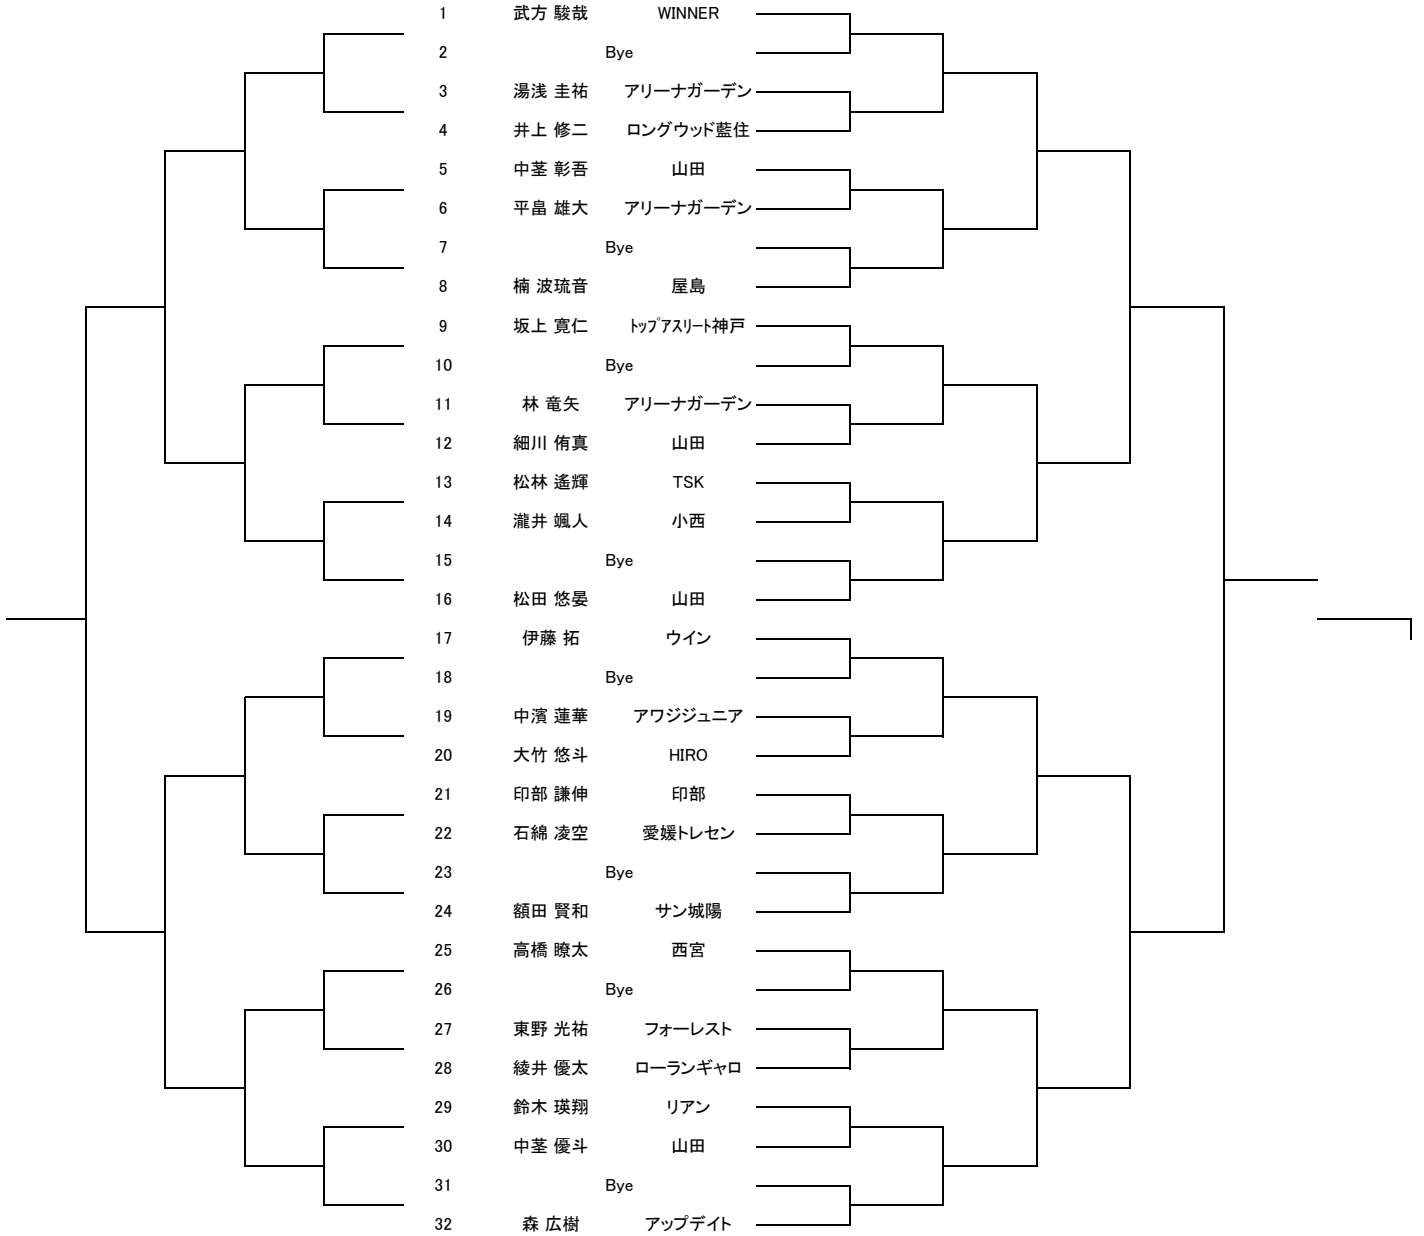 1 武方 駿哉 WINNER
2 Bye
3 湯浅 圭祐 アリーナガーデン
4 井上 修二 ロングウッド藍住
5 中茎 彰吾 山田
6 平畠 雄大 アリーナガーデン
7 Bye
8 楠 波琉音 屋島
9 坂上 寛仁 ﾄｯﾌﾟｱｽﾘｰﾄ神戸
10 Bye
11 林 竜矢 アリーナガーデン
12 細川 侑真 山田
13 松林 遙輝 TSK
14 瀧井 颯人 小西
15 Bye
16 松田 悠晏 山田
17 伊藤 拓 ウイン
18 Bye
19 中濱 蓮華 アワジジュニア
20 大竹 悠斗 HIRO
21 印部 謙伸 印部
22 石綿 凌空 愛媛トレセン
23 Bye
24 額田 賢和 サン城陽
25 高橋 瞭太 西宮
26 Bye
27 東野 光祐 フォーレスト
28 綾井 優太 ローランギャロ
29 鈴木 瑛翔 リアン
30 中茎 優斗 山田
31 Bye
32 森 広樹 アップデイト